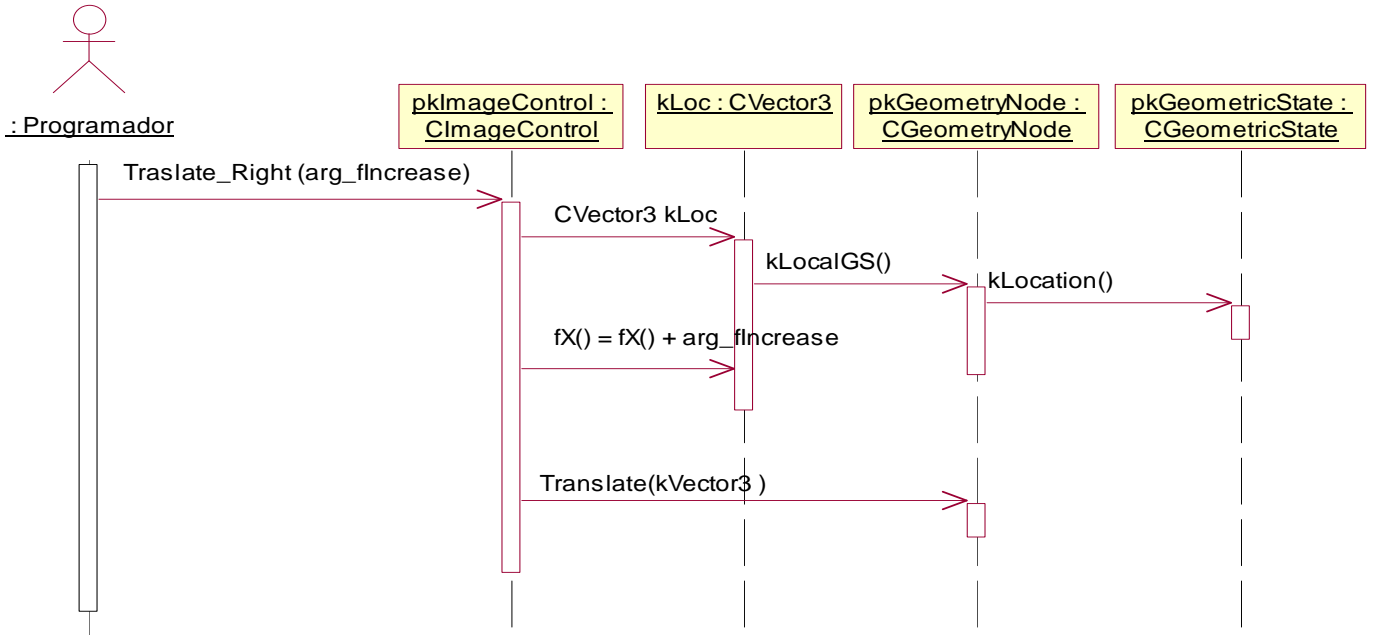 pkImageControl :
CImageControl
kLoc : CVector3
pkGeometryNode :
CGeometryNode
pkGeometricState :
CGeometricState
: Programador
Traslate_Right (arg_fIncrease)
CVector3 kLoc
kLocalGS()
kLocation()
fX() = fX() + arg_fIncrease
Translate(kVector3 )